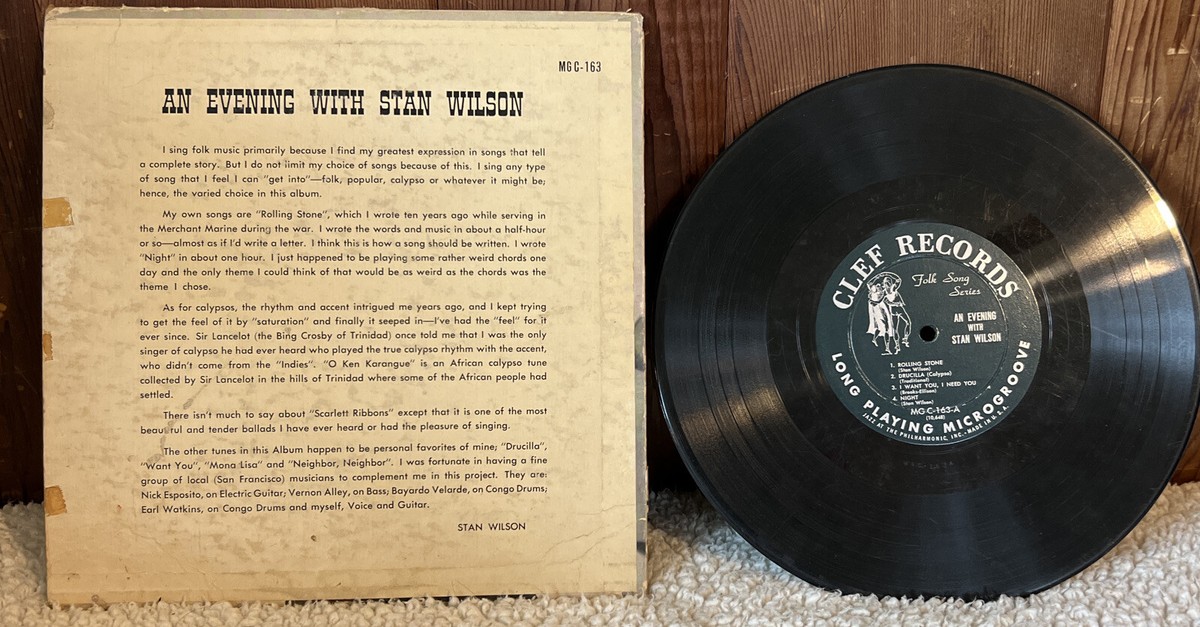 MG C-163
AN EVENING WITH STAN WILSON
I sing folk music primarily because I find my greatest expression in songs that tell
a complete story. But I do not limit my choice of songs because of this. I sing any type
of song that I feel I can "get into"—folk, popular, calypso or whatever it might be;
hence, the varied choice in this album.
My own songs are "Rolling Stone", which I wrote ten years ago while serving in
the Merchant Marine during the war. I wrote the words and music in about a half-hour
or so—almost as if I'd write a letter. I think this is how a song should be written. I wrote
"Night" in about one hour. I just happened to be playing some rather weird chords one
day and the only theme I could think of that would be as weird as the chords was the
theme I chose.
As for calypsos, the rhythm and accent intrigued me years ago, and I kept trying
to get the feel of it by "saturation" and finally it seeped in—I've had the "feel" for it
ever since. Sir Lancelot (the Bing Crosby of Trinidad) once told me that I was the only
singer of calypso he had ever heard who played the true calypso rhythm with the accent,
who didn't come from the "Indies". "O Ken Karangue" is an African calypso tune
collected by Sir Lancelot in the hills of Trinidad where some of the African people had
settled.
There isn't much to say about "Scarlett Ribbons" except that it is one of the most
beautiful and tender ballads I have ever heard or had the pleasure of singing.
The other tunes in this Album happen to be personal favorites of mine; "Drucilla",
"Want You", "Mona Lisa" and "Neighbor, Neighbor". I was fortunate in having a fine
group of local (San Francisco) musicians to complement me in this project. They are:
Nick Esposito, on Electric Guitar; Vernon Alley, on Bass; Bayardo Velarde, on Congo Drums;
Earl Watkins, on Congo Drums and myself, Voice and Guitar.
STAN WILSON
CLEF RECORDS
Folk Song
Series
AN EVENING
WITH
STAN WILSON
1. ROLLING STONE
(Stan Wilson)
2. DRUCILLA (Calypso)
(Traditional)
3. I WANT YOU, I NEED YOU
(Brooks-Ellison)
4. NIGHT
(Stan Wilson)
MG C-163-A
(10,648)
LONG PLAYING MICROGROOVE
JAZZ AT THE PHILHARMONIC, INC. MADE IN U.S.A.